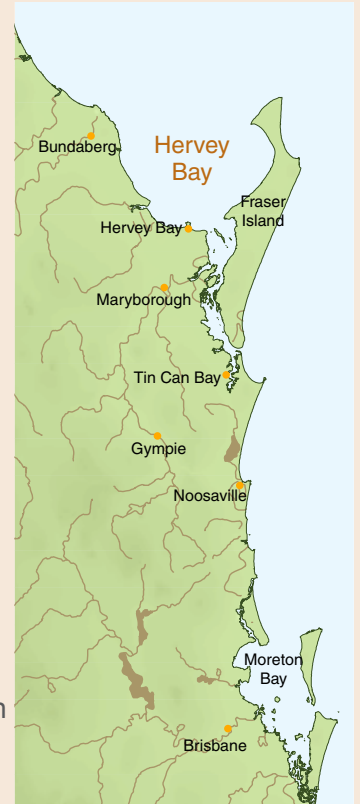 Bundaberg
Hervey
Bay
Fraser
Island
Hervey Bay
Maryborough
Tin Can Bay
Gympie
Noosaville
Moreton
Bay
n
Brisbane